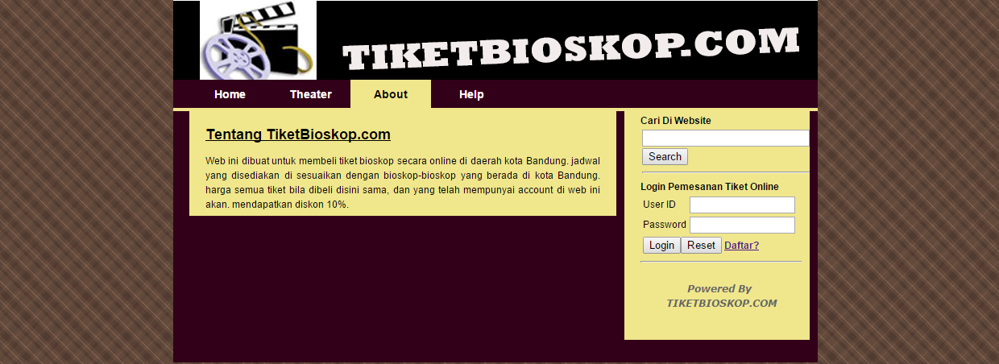 TIKETBIOSKOP.COM
Home Theater About Help
Tentang TiketBioskop.com
Web ini dibuat untuk membeli tiket bioskop secara online di daerah kota Bandung. jadwal
yang disediakan di sesuaikan dengan bioskop-bioskop yang berada di kota Bandung.
harga semua tiket bila dibeli disini sama, dan yang telah mempunyai account di web ini
akan. mendapatkan diskon 10%.
Cari Di Website
Search
Login Pemesanan Tiket Online
User ID
Password
Login Reset Daftar?
Powered By
TIKETBIOSKOP.COM